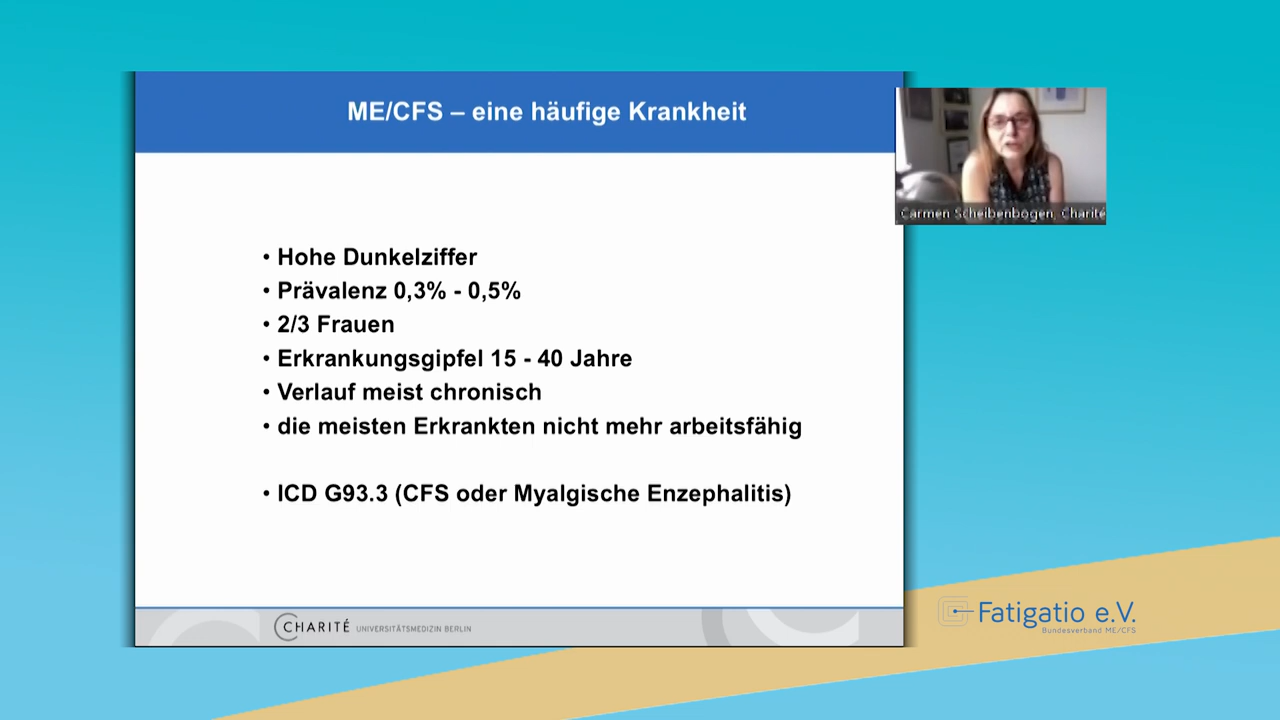 ME/CFS – eine häufige Krankheit
Carmen Scheibenbogen, Charité
• Hohe Dunkelziffer
• Prävalenz 0,3% - 0,5%
• 2/3 Frauen
• Erkrankungsgipfel 15 - 40 Jahre
• Verlauf meist chronisch
• die meisten Erkrankten nicht mehr arbeitsfähig
• ICD G93.3 (CFS oder Myalgische Enzephalitis)
CHARITÉ UNIVERSITÄTSMEDIZIN BERLIN
Fatigatio e.V.
Bundesverband ME/CFS